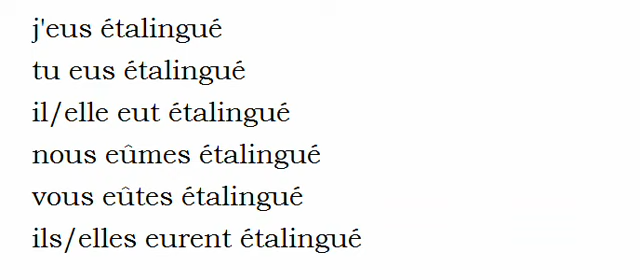 j'eus étalingué
tu eus étalingué
il/elle eut étalingué
nous eûmes étalingué
vous eûtes étalingué
ils/elles eurent étalingué